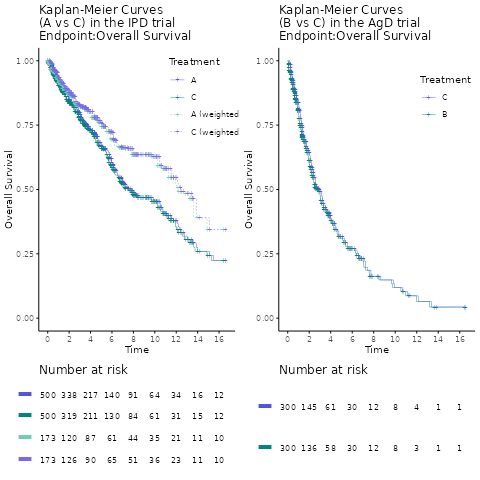 Kaplan-Meier Curves
(A vs C) in the IPD trial
Endpoint:Overall Survival
Treatment
A
C
A (weighted
C (weighted
1.00
0.75
0.50
0.25
0.00
Overall Survival
0 2 4 6 8 10 12 14 16
Time
Number at risk
500 338 217 140 91 64 34 16 12
500 319 211 130 84 61 31 15 12
173 120 87 61 44 35 21 11 10
173 126 90 65 51 36 23 11 10
Kaplan-Meier Curves
(B vs C) in the AgD trial
Endpoint:Overall Survival
Treatment
C
B
1.00
0.75
0.50
0.25
0.00
Overall Survival
0 2 4 6 8 10 12 14 16
Time
Number at risk
300 145 61 30 12 8 4 1 1
300 136 58 30 12 8 3 1 1